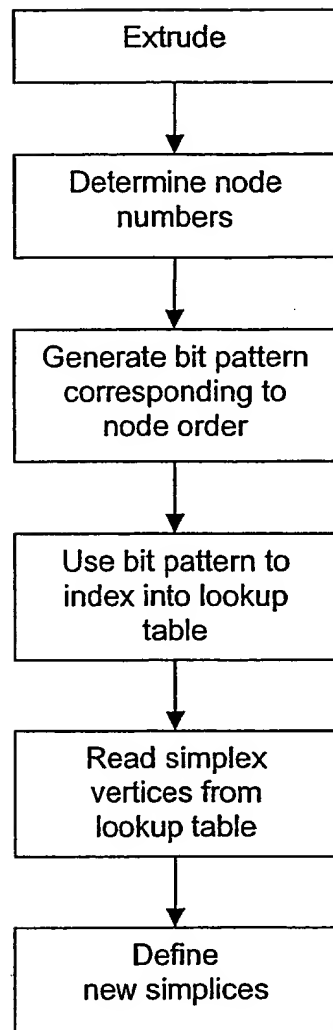 Extrude
Determine node
numbers
Generate bit pattern
corresponding to
node order
Use bit pattern to
index into lookup
table
Read simplex
vertices from
lookup table
Define
new simplices